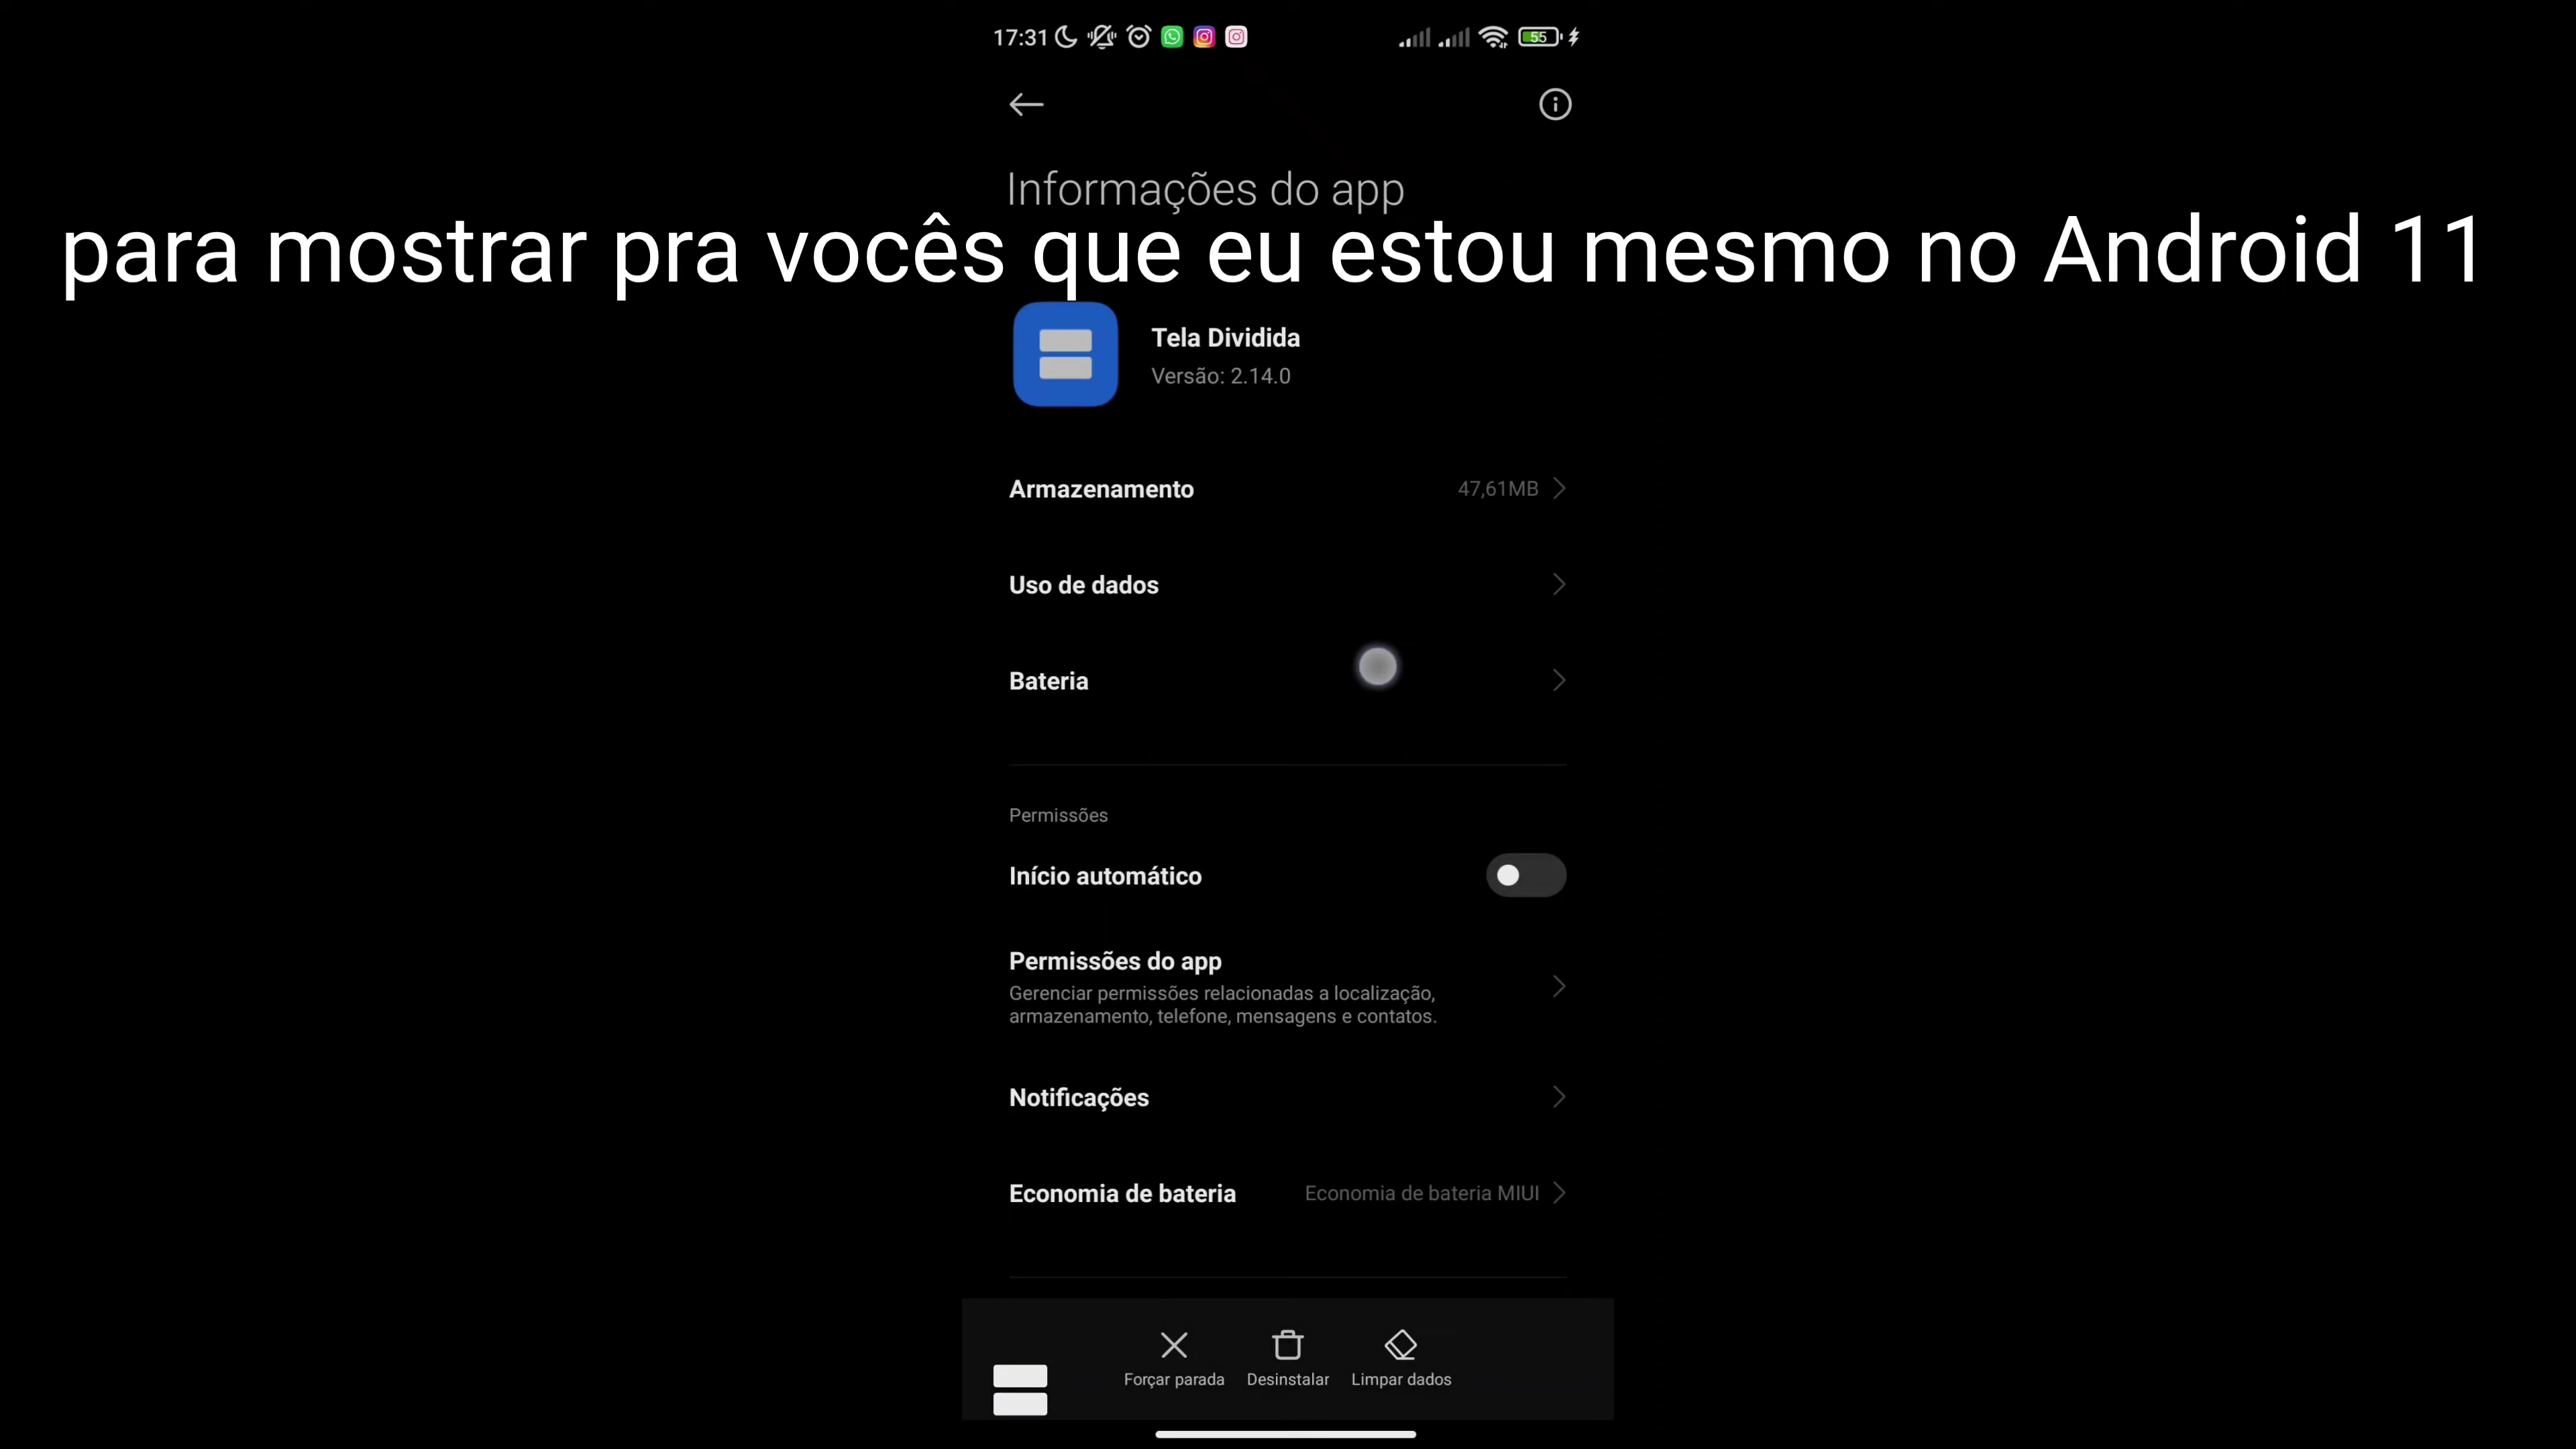 17:31
55
Informações do app
para mostrar pra vocês que eu estou mesmo no Android 11
Tela Dividida
Versão: 2.14.0
Armazenamento 47,61MB
Uso de dados
Bateria
Permissões
Início automático
Permissões do app
Gerenciar permissões relacionadas a localização,
armazenamento, telefone, mensagens e contatos.
Notificações
Economia de bateria Economia de bateria MIUI
Forçar parada Desinstalar Limpar dados